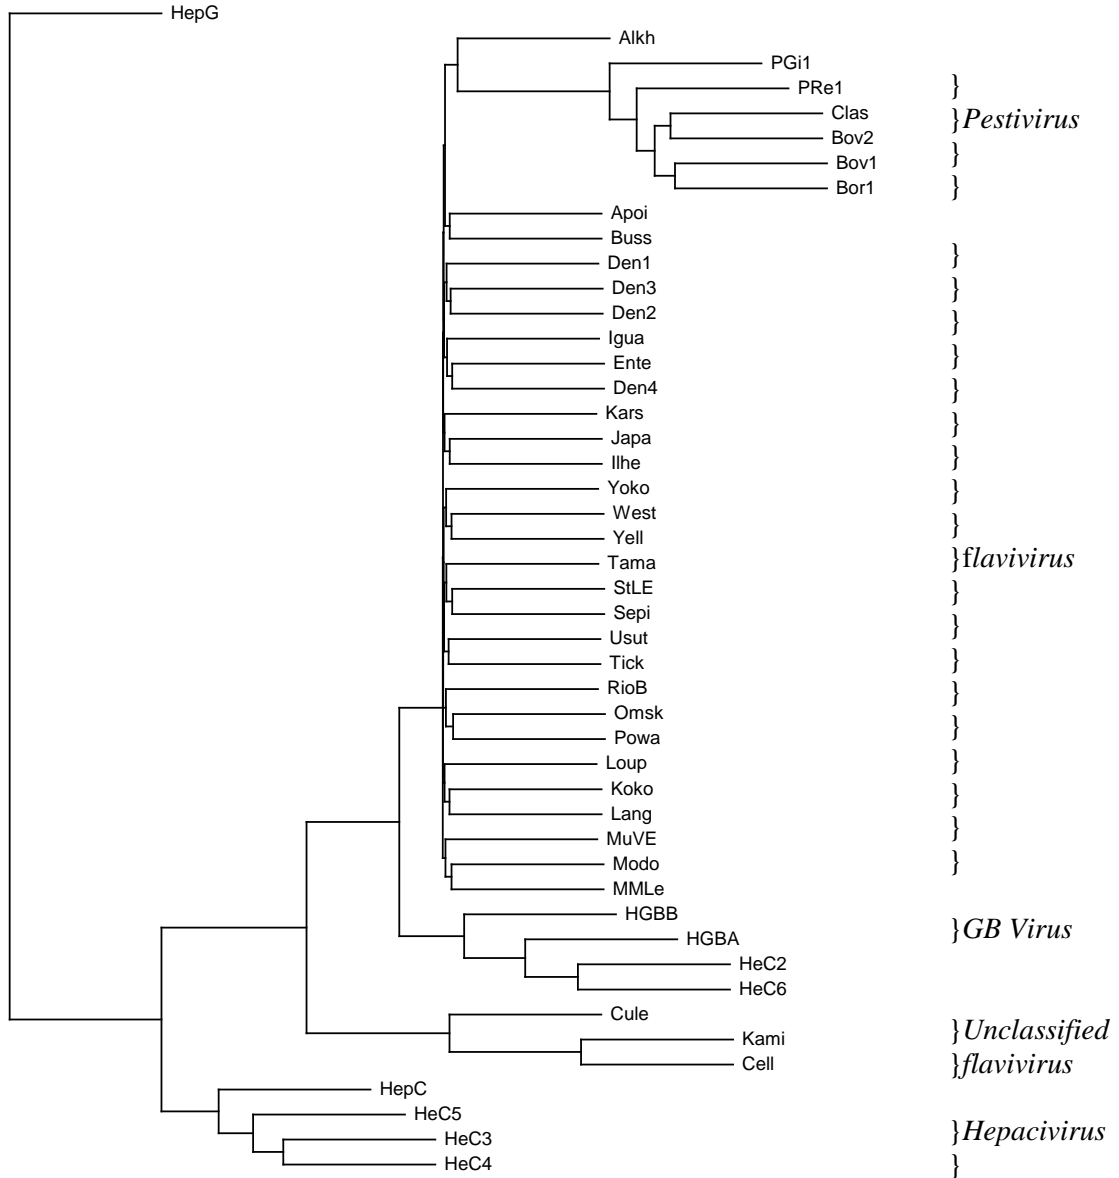 HepG
Alkh
PGi1
PRe1 }
Clas }Pestivirus
Bov2
Bov1 }
Bor1 }
Apoi
Buss }
Den1
Den3 }
Den2 }
Igua }
Ente
Den4 }
Kars }
Japa
Ilhe }
Yoko }
West }
Yell
Tama }flavivirus
StLE }
Sepi
Usut }
Tick }
RioB }
Omsk }
Powa
Loup }
Koko }
Lang }
MuVE
Modo }
MMLe
HGBB }GB Virus
HGBA
HeC2
HeC6
Cule }Unclassified
Kami
Cell }flavivirus
HepC
HeC5
HeC3 }Hepacivirus
HeC4 }